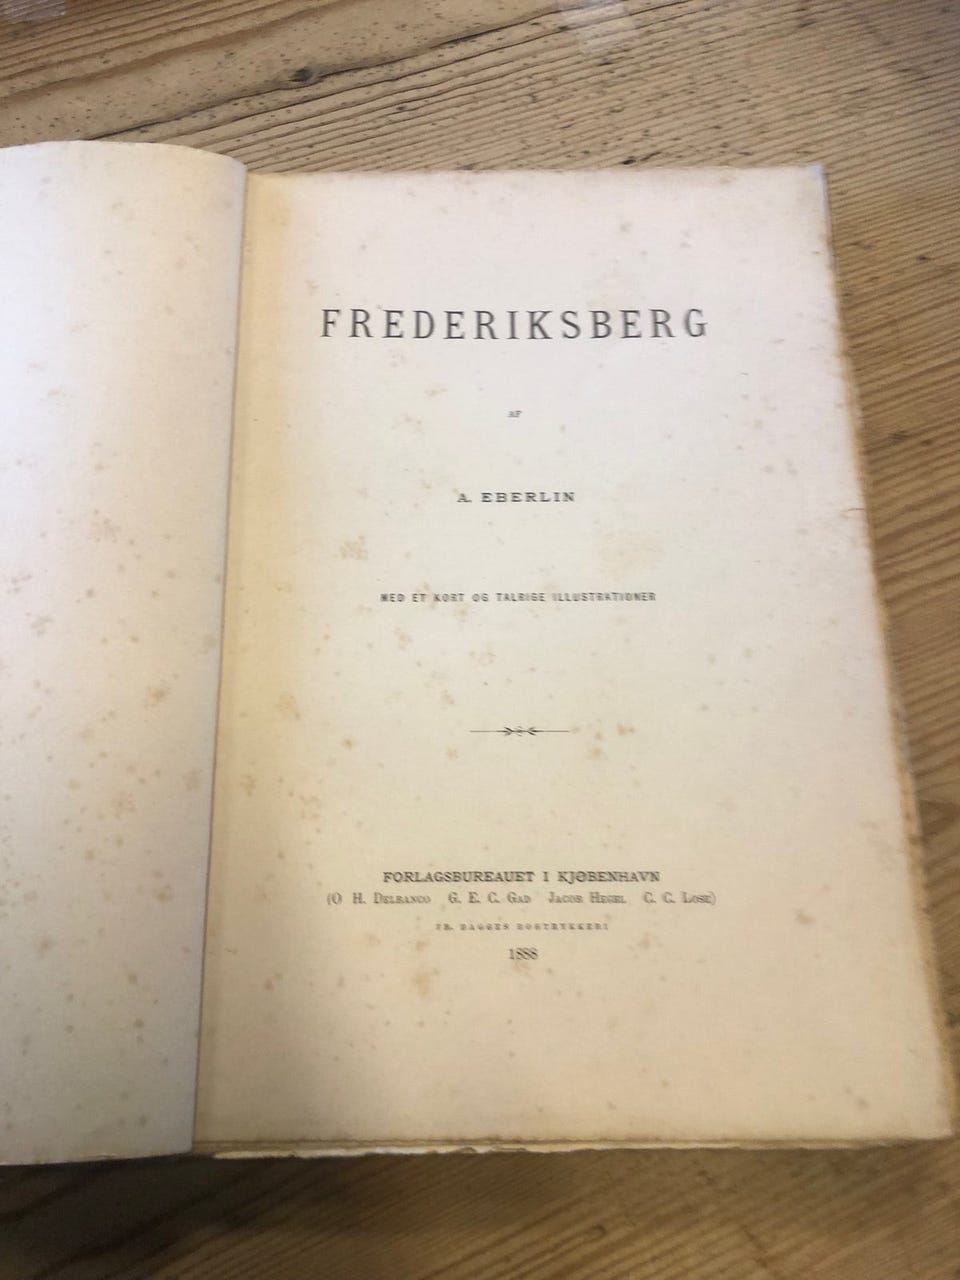 FREDERIKSBERG
AF
A. EBERLIN
MED ET KORT OG TALRIGE ILLUSTRATIONER
FORLAGSBUREAUET I KJØBENHAVN
(O H. DELBANCO G. E. C. GAD JACOB HEGEL C. C. LOSE)
FR. BAGGES BOGTRYKKERI
1888